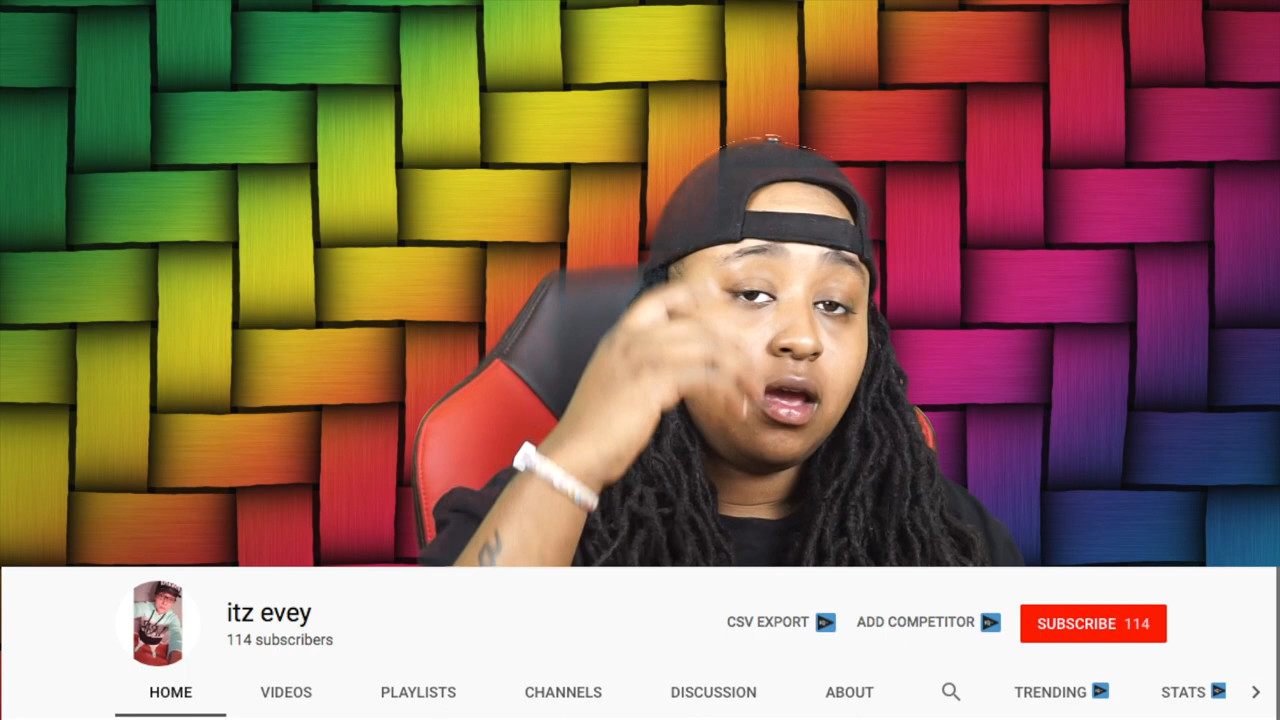 itz evey
114 subscribers
CSV EXPORT
ADD COMPETITOR
SUBSCRIBE 114
HOME
VIDEOS
PLAYLISTS
CHANNELS
DISCUSSION
ABOUT
TRENDING
STATS